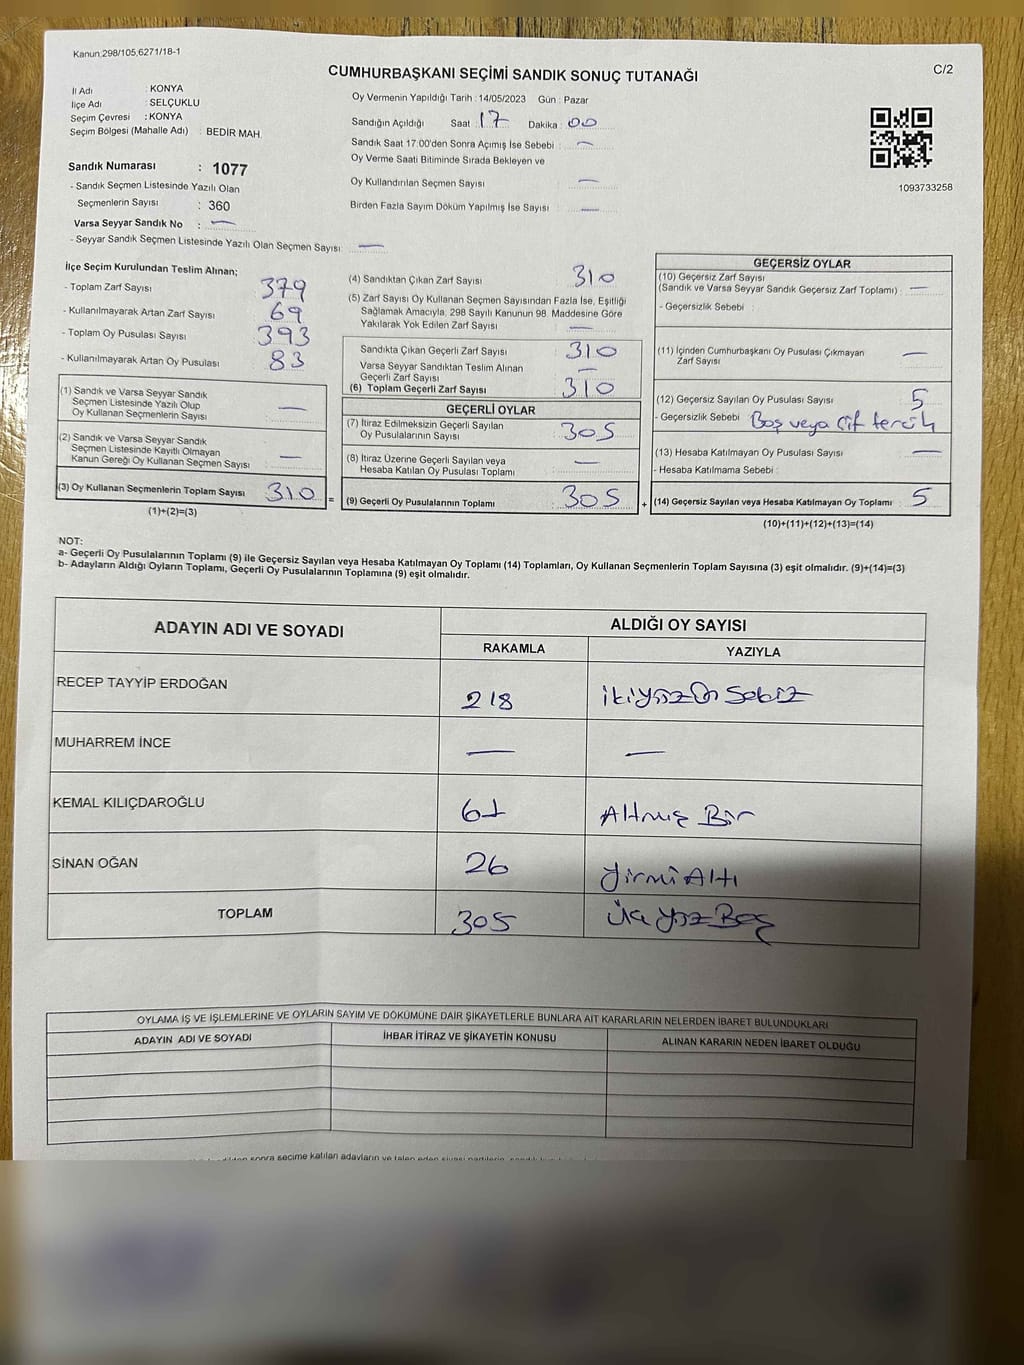 Kanun 298/105,6271/18-1
C/2
CUMHURBAŞKANI SEÇİMİ SANDIK SONUÇ TUTANAĞI
İl Adı : KONYA
İlçe Adı : SELÇUKLU
Seçim Çevresi : KONYA
Seçim Bölgesi (Mahalle Adı) : BEDİR MAH.
Sandık Numarası : 1077
- Sandık Seçmen Listesinde Yazılı Olan
Seçmenlerin Sayısı : 360
Varsa Seyyar Sandık No : —
- Seyyar Sandık Seçmen Listesinde Yazılı Olan Seçmen Sayısı: —
Oy Vermenin Yapıldığı Tarih : 14/05/2023 Gün : Pazar
Sandığın Açıldığı Saat 17 Dakika 00
Sandık Saat 17:00'den Sonra Açımış İse Sebebi : —
Oy Verme Saati Bitiminde Sırada Bekleyen ve
Oy Kullandırılan Seçmen Sayısı —
Birden Fazla Sayım Döküm Yapılmış İse Sayısı —
1093733258
İlçe Seçim Kurulundan Teslim Alınan;
- Toplam Zarf Sayısı 379
- Kullanılmayarak Artan Zarf Sayısı 69
- Toplam Oy Pusulası Sayısı 393
- Kullanılmayarak Artan Oy Pusulası 83
(1) Sandık ve Varsa Seyyar Sandık
Seçmen Listesinde Yazılı Olup
Oy Kullanan Seçmenlerin Sayısı —
(2) Sandık ve Varsa Seyyar Sandık
Seçmen Listesinde Kayıtlı Olmayan
Kanun Gereği Oy Kullanan Seçmen Sayısı —
(3) Oy Kullanan Seçmenlerin Toplam Sayısı 310
(1)+(2)=(3)
=
(4) Sandıktan Çıkan Zarf Sayısı 310
(5) Zarf Sayısı Oy Kullanan Seçmen Sayısından Fazla İse, Eşitliği
Sağlamak Amacıyla, 298 Sayılı Kanunun 98. Maddesine Göre
Yakılarak Yok Edilen Zarf Sayısı —
Sandıkta Çıkan Geçerli Zarf Sayısı 310
Varsa Seyyar Sandıktan Teslim Alınan
Geçerli Zarf Sayısı —
(6) Toplam Geçerli Zarf Sayısı 310
GEÇERLİ OYLAR
(7) İtiraz Edilmeksizin Geçerli Sayılan
Oy Pusulalarının Sayısı 305
(8) İtiraz Üzerine Geçerli Sayılan veya
Hesaba Katılan Oy Pusulası Toplamı —
(9) Geçerli Oy Pusulalarının Toplamı 305
+
GEÇERSİZ OYLAR
(10) Geçersiz Zarf Sayısı
(Sandık ve Varsa Seyyar Sandık Geçersiz Zarf Toplamı) —
- Geçersizlik Sebebi :
(11) İçinden Cumhurbaşkanı Oy Pusulası Çıkmayan
Zarf Sayısı —
(12) Geçersiz Sayılan Oy Pusulası Sayısı 5
- Geçersizlik Sebebi Boş veya Çif tercih
(13) Hesaba Katılmayan Oy Pusulası Sayısı —
- Hesaba Katılmama Sebebi :
(14) Geçersiz Sayılan veya Hesaba Katılmayan Oy Toplamı 5
(10)+(11)+(12)+(13)=(14)
NOT:
a- Geçerli Oy Pusulalarının Toplamı (9) ile Geçersiz Sayılan veya Hesaba Katılmayan Oy Toplamı (14) Toplamları, Oy Kullanan Seçmenlerin Toplam Sayısına (3) eşit olmalıdır. (9)+(14)=(3)
b- Adayların Aldığı Oyların Toplamı, Geçerli Oy Pusulalarının Toplamına (9) eşit olmalıdır.
ADAYIN ADI VE SOYADI
ALDIĞI OY SAYISI
RAKAMLA YAZIYLA
RECEP TAYYİP ERDOĞAN 218 İkiyüz On Sekiz
MUHARREM İNCE — —
KEMAL KILIÇDAROĞLU 61 Altmış Bir
SİNAN OĞAN 26 Yirmi Altı
TOPLAM 305 Üç Yüz Beş
OYLAMA İŞ VE İŞLEMLERİNE VE OYLARIN SAYIM VE DÖKÜMÜNE DAİR ŞİKAYETLERLE BUNLARA AİT KARARLARIN NELERDEN İBARET BULUNDUKLARI
ADAYIN ADI VE SOYADI İHBAR İTİRAZ VE ŞİKAYETİN KONUSU ALINAN KARARIN NEDEN İBARET OLDUĞU
sonra seçime katılan adayların ve talep eden siyasi partilerin